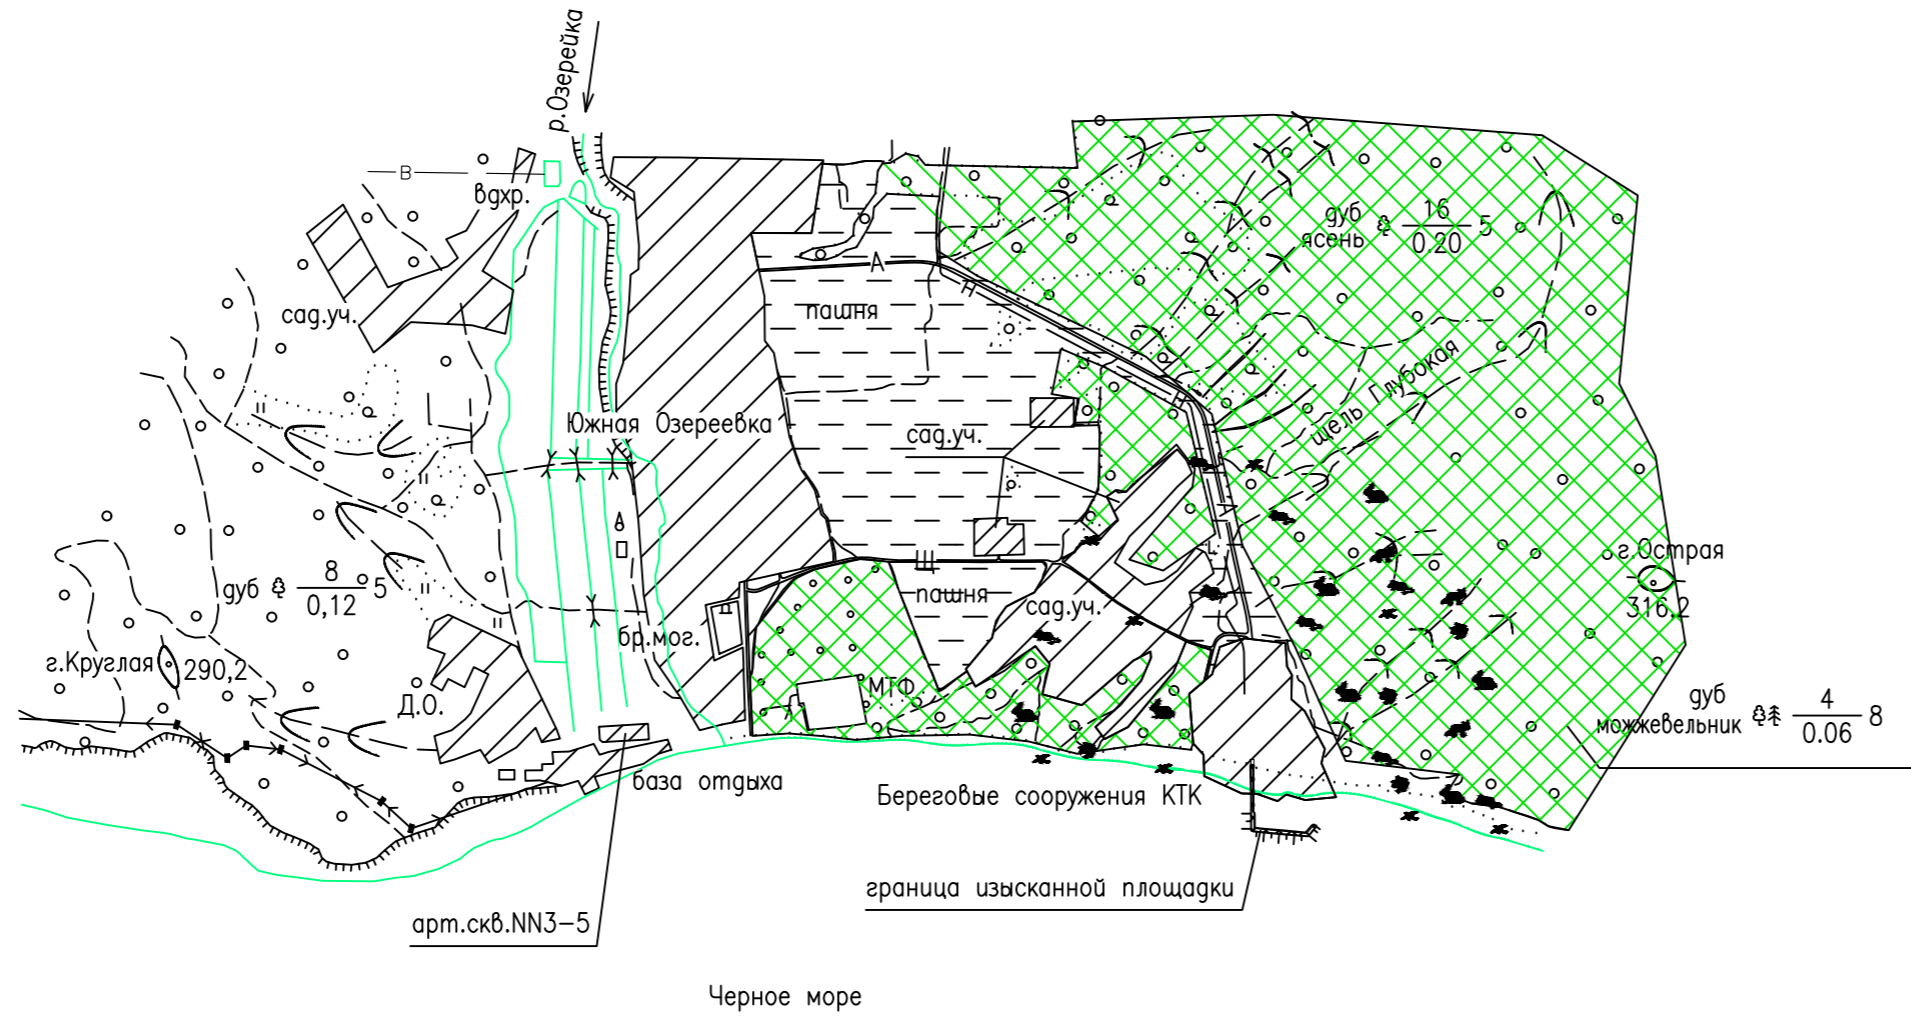 р.Озерейка
В
вдхр.
дуб 16 5
ясень 0.20
А
сад.уч.
пашня
Н
щель Глубокая
Н
Южная Озереевка
сад.уч.
г.Острая
316,2
Щ
дуб 8 5
0,12
пашня
сад.уч.
бр.мог.
г.Круглая 290,2
МТФ
Д.О.
дуб 4 8
можжевельник 0.06
база отдыха
Береговые сооружения КТК
граница изысканной площадки
арт.скв.NN3-5
Черное море